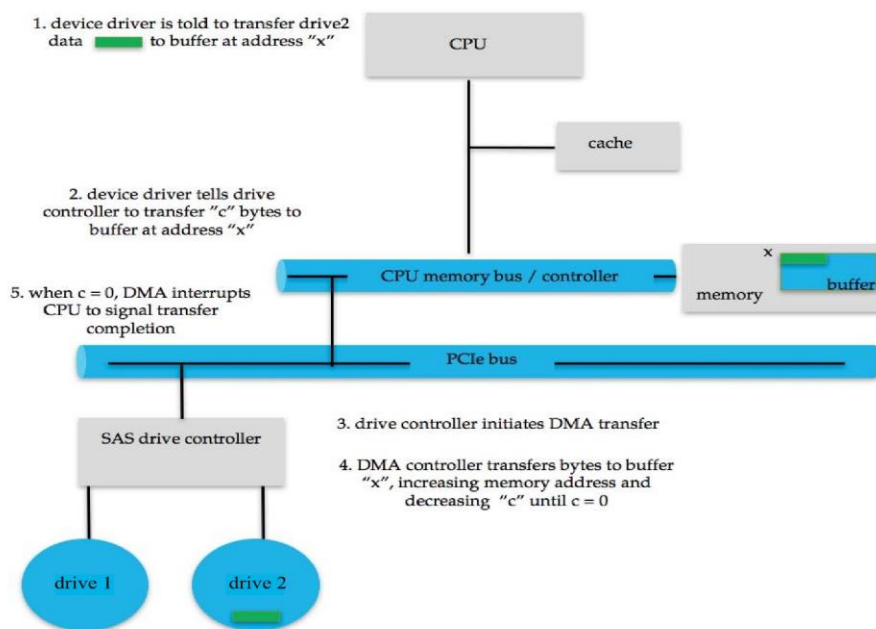 1. device driver is told to transfer drive2
data to buffer at address "x"
CPU
cache
2. device driver tells drive
controller to transfer "c" bytes to
buffer at address "x"
CPU memory bus / controller
x
buffer
memory
5. when c = 0, DMA interrupts
CPU to signal transfer
completion
PCIe bus
SAS drive controller
3. drive controller initiates DMA transfer
4. DMA controller transfers bytes to buffer
"x", increasing memory address and
decreasing "c" until c = 0
drive 1
drive 2